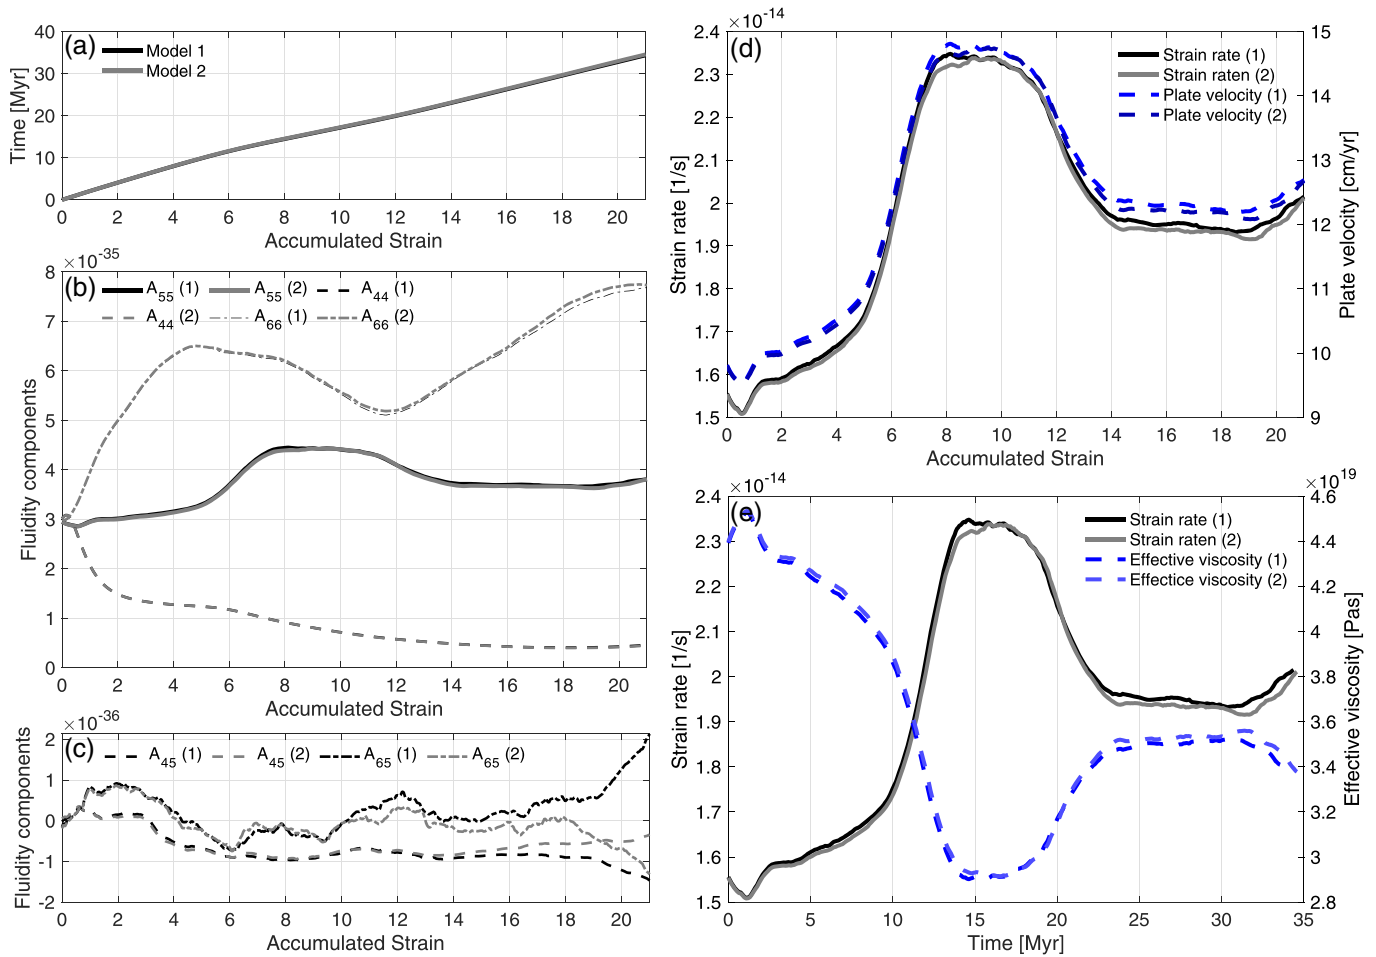 (a)
Model 1
Model 2
40
30
20
10
0
Time [Myr]
0 2 4 6 8 10 12 14 16 18 20
Accumulated Strain
×10^-35
(b)
A55 (1) A55 (2) A44 (1)
A44 (2) A66 (1) A66 (2)
8
7
6
5
4
3
2
1
0
Fluidity components
0 2 4 6 8 10 12 14 16 18 20
Accumulated Strain
×10^-36
(c)
A45 (1) A45 (2) A65 (1) A65 (2)
2
1
0
-1
-2
Fluidity components
0 2 4 6 8 10 12 14 16 18 20
Accumulated Strain
×10^-14
(d)
Strain rate (1)
Strain raten (2)
Plate velocity (1)
Plate velocity (2)
2.4
2.3
2.2
2.1
2
1.9
1.8
1.7
1.6
1.5
Strain rate [1/s]
15
14
13
12
11
10
9
Plate velocity [cm/yr]
0 2 4 6 8 10 12 14 16 18 20
Accumulated Strain
×10^-14
×10^19
(e)
Strain rate (1)
Strain raten (2)
Effective viscosity (1)
Effectice viscosity (2)
2.4
2.3
2.2
2.1
2
1.9
1.8
1.7
1.6
1.5
Strain rate [1/s]
4.6
4.4
4.2
4
3.8
3.6
3.4
3.2
3
2.8
Effective viscosity [Pas]
0 5 10 15 20 25 30 35
Time [Myr]